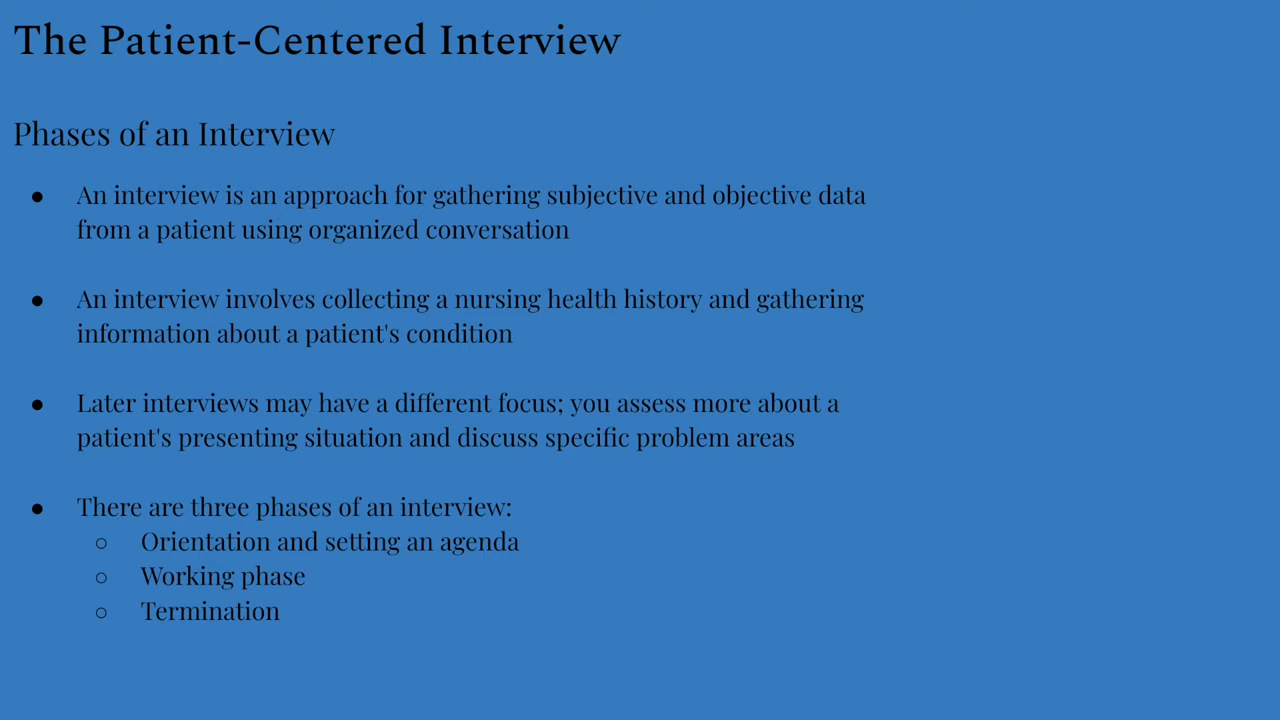 The Patient-Centered Interview
Phases of an Interview
● An interview is an approach for gathering subjective and objective data
from a patient using organized conversation
● An interview involves collecting a nursing health history and gathering
information about a patient's condition
● Later interviews may have a different focus; you assess more about a
patient's presenting situation and discuss specific problem areas
● There are three phases of an interview:
○ Orientation and setting an agenda
○ Working phase
○ Termination